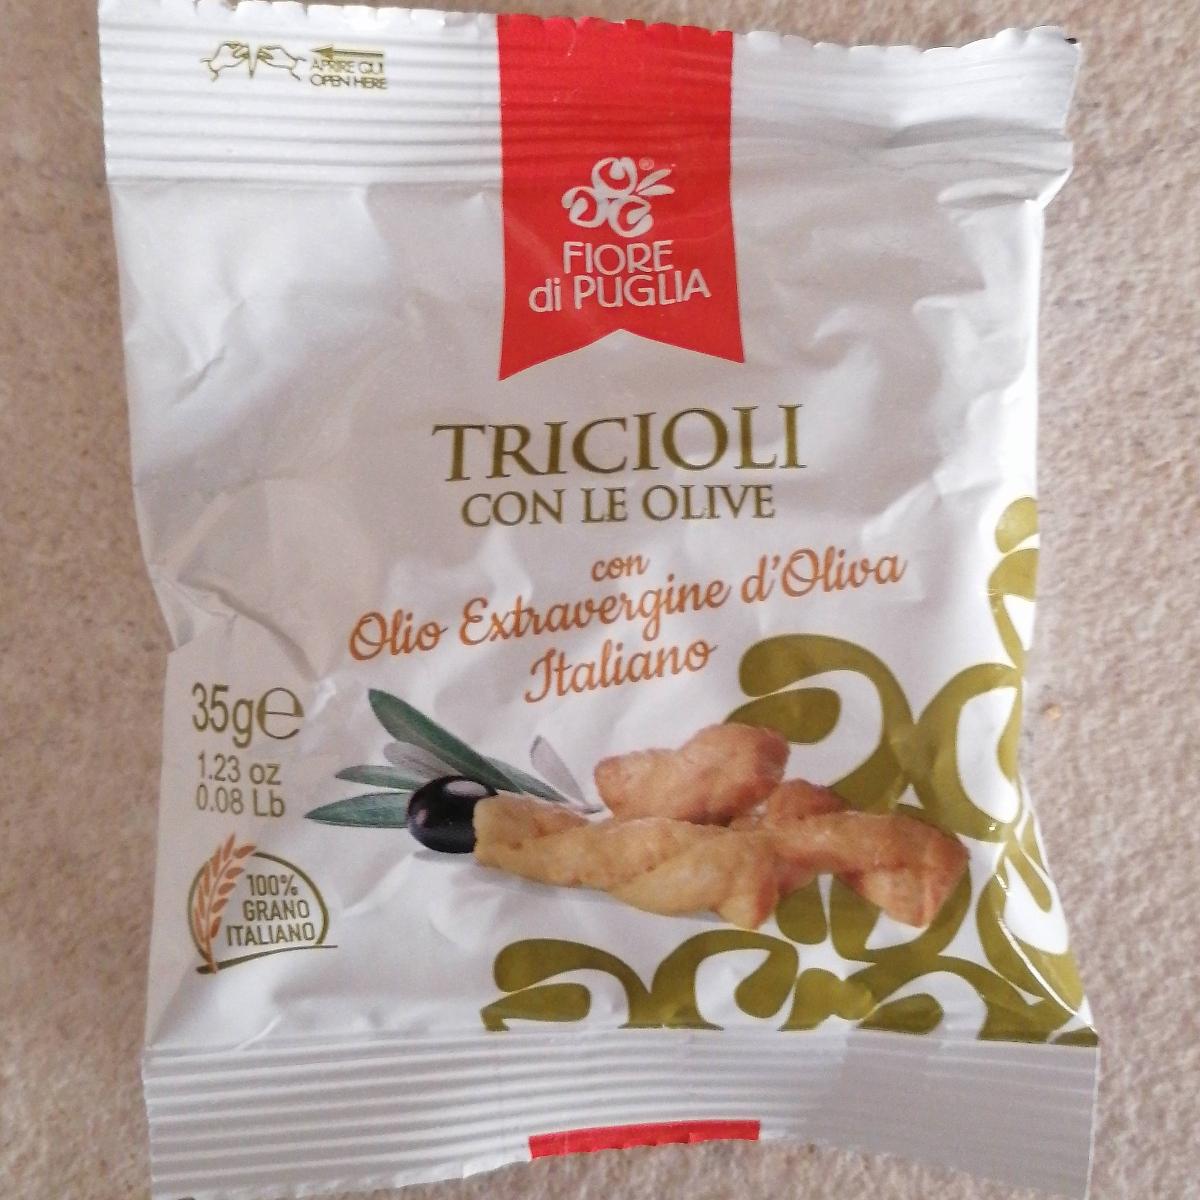 APRIRE QUI
OPEN HERE
®
FIORE
di PUGLIA
TRICIOLI
CON LE OLIVE
con
Olio Extravergine d'Oliva
Italiano
35g℮
1.23 oz
0.08 Lb
100%
GRANO
ITALIANO